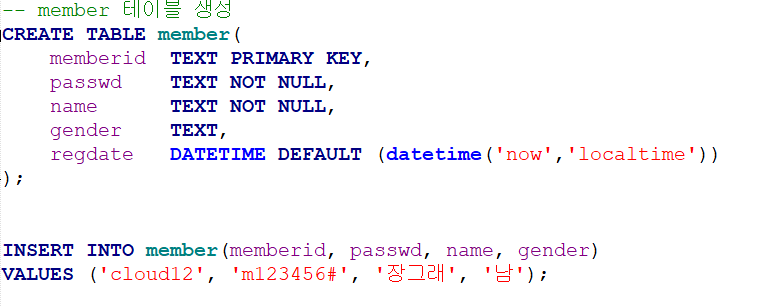 -- member 테이블 생성
CREATE TABLE member(
    memberid  TEXT PRIMARY KEY,
    passwd    TEXT NOT NULL,
    name      TEXT NOT NULL,
    gender    TEXT,
    regdate   DATETIME DEFAULT (datetime('now','localtime'))
);
INSERT INTO member(memberid, passwd, name, gender)
VALUES ('cloud12', 'm123456#', '장그래', '남');